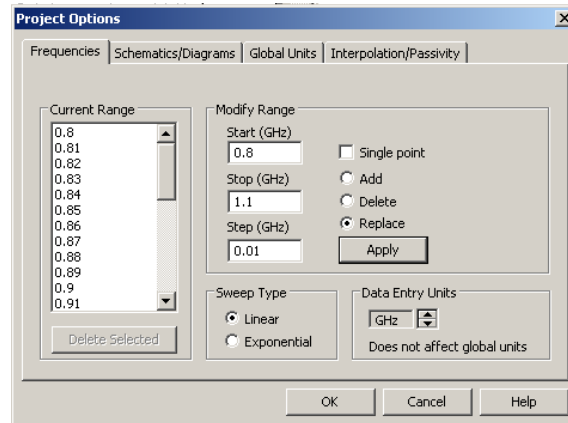 Project Options
Frequencies
Schematics/Diagrams
Global Units
Interpolation/Passivity
Current Range
0.8
0.81
0.82
0.83
0.84
0.85
0.86
0.87
0.88
0.89
0.9
0.91
Delete Selected
Modify Range
Start (GHz)
0.8
Stop (GHz)
1.1
Step (GHz)
0.01
Single point
Add
Delete
Replace
Apply
Sweep Type
Linear
Exponential
Data Entry Units
GHz
Does not affect global units
OK
Cancel
Help